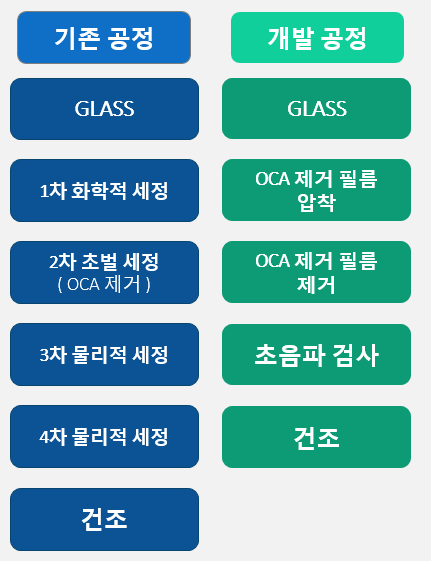 기존 공정
GLASS
1차 화학적 세정
2차 초벌 세정
( OCA 제거 )
3차 물리적 세정
4차 물리적 세정
건조
개발 공정
GLASS
OCA 제거 필름
압착
OCA 제거 필름
제거
초음파 검사
건조